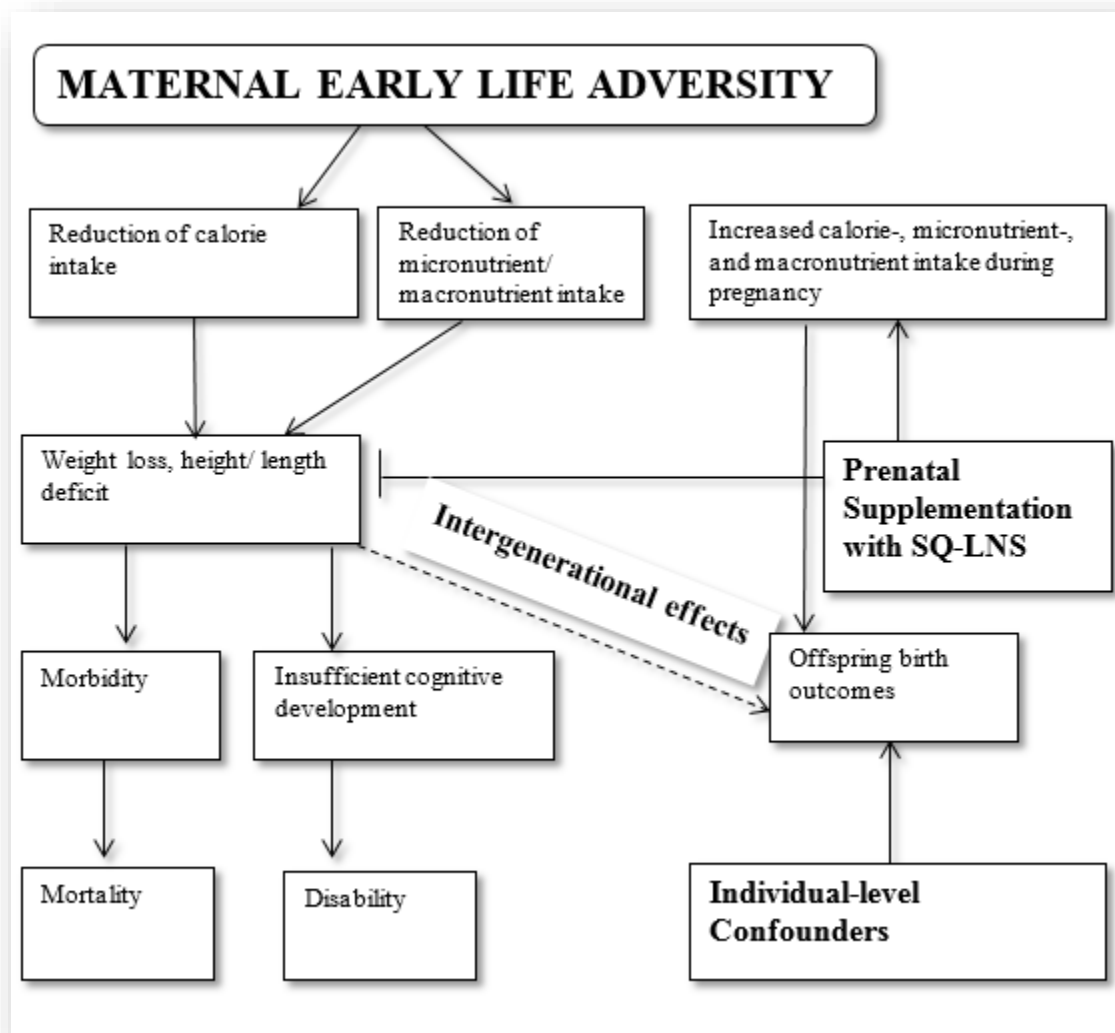 MATERNAL EARLY LIFE ADVERSITY
Reduction of calorie
intake
Reduction of
micronutrient/
macronutrient intake
Increased calorie-, micronutrient-,
and macronutrient intake during
pregnancy
Weight loss, height/ length
deficit
Prenatal
Supplementation
with SQ-LNS
Intergenerational effects
Morbidity
Insufficient cognitive
development
Offspring birth
outcomes
Mortality
Disability
Individual-level
Confounders